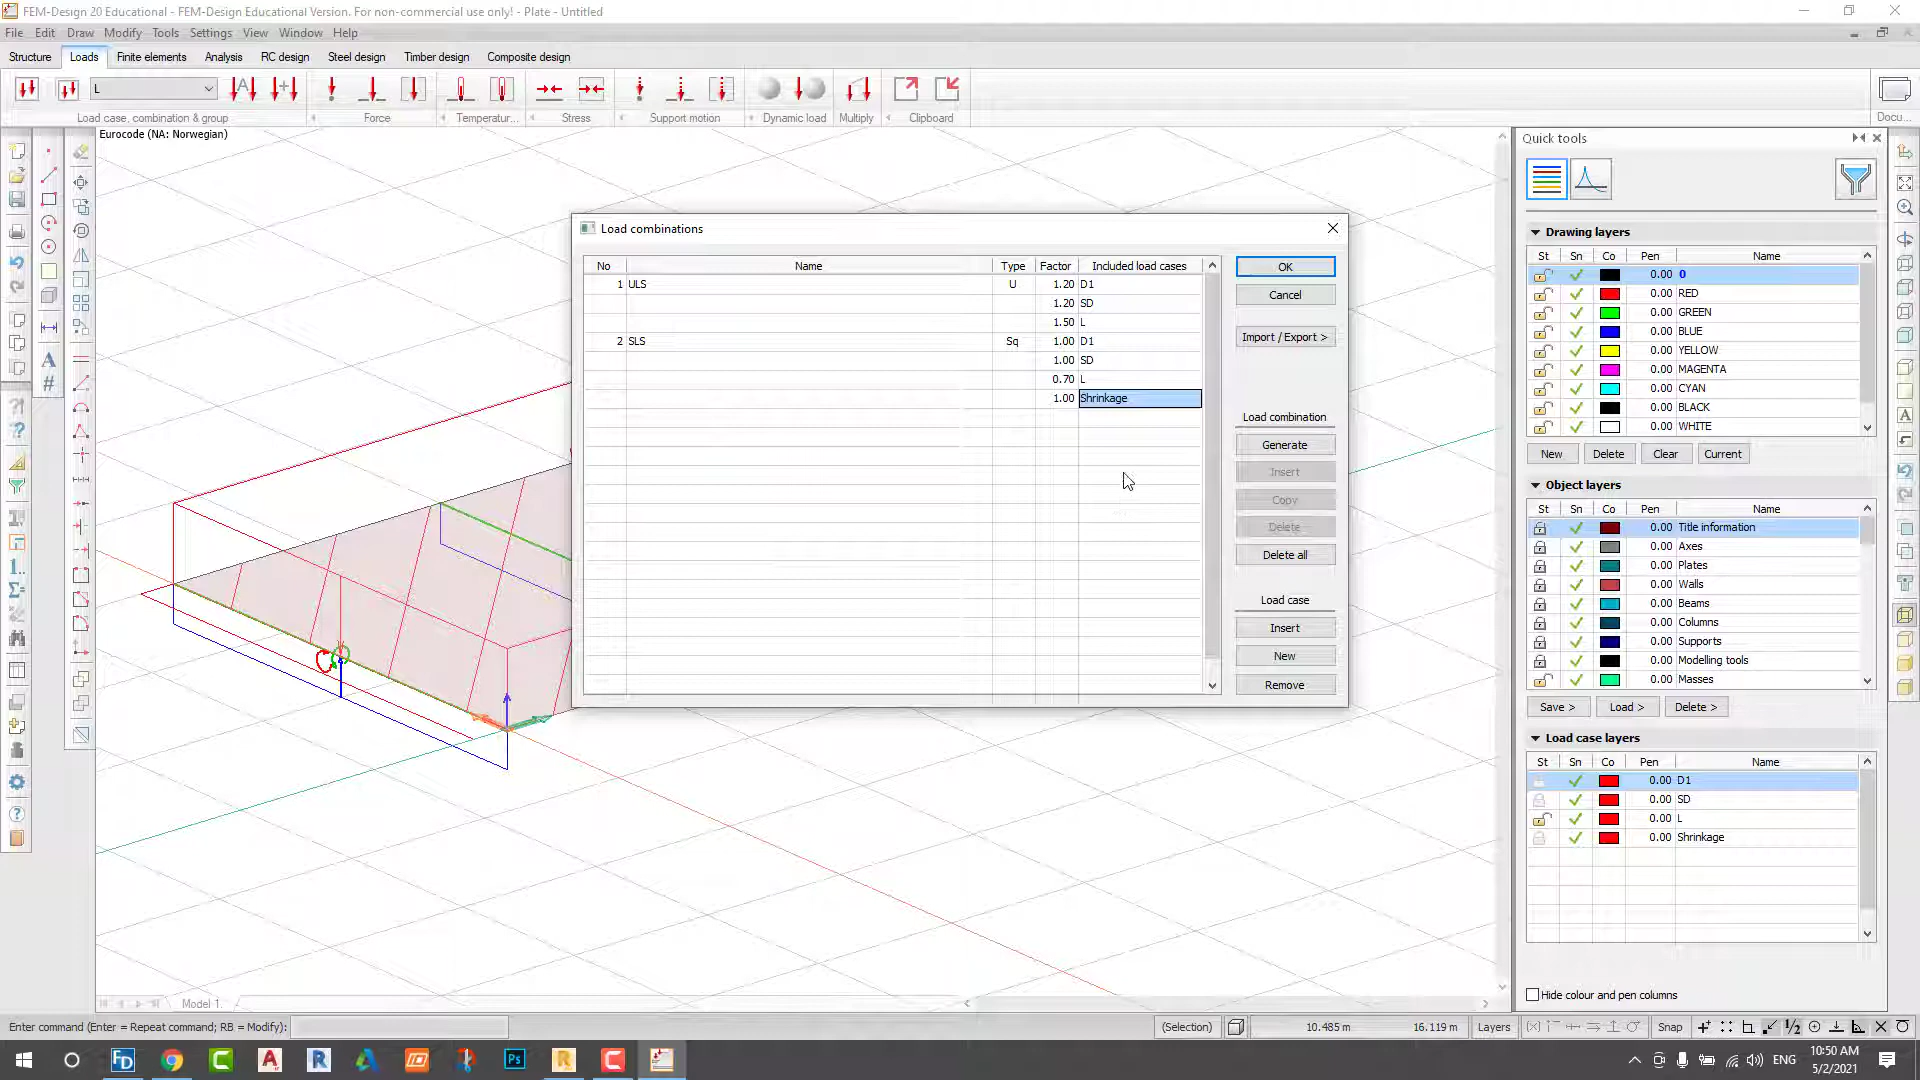 FEM-Design 20 Educational - FEM-Design Educational Version. For non-commercial use only! - Plate - Untitled
File Edit Draw Modify Tools Settings View Window Help
Structure Loads Finite elements Analysis RC design Steel design Timber design Composite design
L
Load case, combination & group Force Temperatur... Stress Support motion Dynamic load Multiply Clipboard Docu...
Eurocode (NA: Norwegian)
Load combinations
No Name Type Factor Included load cases
1 ULS U 1.20 D1
1.20 SD
1.50 L
2 SLS Sq 1.00 D1
1.00 SD
0.70 L
1.00 Shrinkage
OK
Cancel
Import / Export >
Load combination
Generate
Insert
Copy
Delete
Delete all
Load case
Insert
New
Remove
Quick tools
Drawing layers
St Sn Co Pen Name
0.00 0
0.00 RED
0.00 GREEN
0.00 BLUE
0.00 YELLOW
0.00 MAGENTA
0.00 CYAN
0.00 BLACK
0.00 WHITE
New Delete Clear Current
Object layers
St Sn Co Pen Name
0.00 Title information
0.00 Axes
0.00 Plates
0.00 Walls
0.00 Beams
0.00 Columns
0.00 Supports
0.00 Modelling tools
0.00 Masses
Save > Load > Delete >
Load case layers
St Sn Co Pen Name
0.00 D1
0.00 SD
0.00 L
0.00 Shrinkage
Hide colour and pen columns
Model 1.
Enter command (Enter = Repeat command; RB = Modify):
(Selection) 10.485 m 16.119 m Layers Snap 1/2
ENG
10:50 AM
5/2/2021